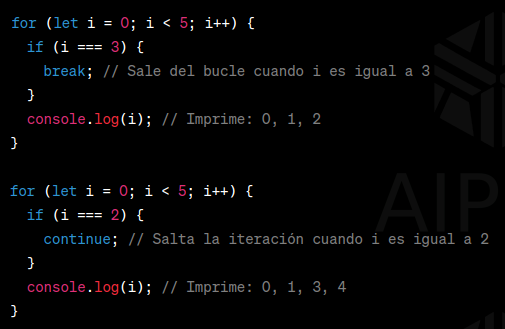 for (let i = 0; i < 5; i++) {
  if (i === 3) {
    break; // Sale del bucle cuando i es igual a 3
  }
  console.log(i); // Imprime: 0, 1, 2
}

for (let i = 0; i < 5; i++) {
  if (i === 2) {
    continue; // Salta la iteración cuando i es igual a 2
  }
  console.log(i); // Imprime: 0, 1, 3, 4
}
AIP